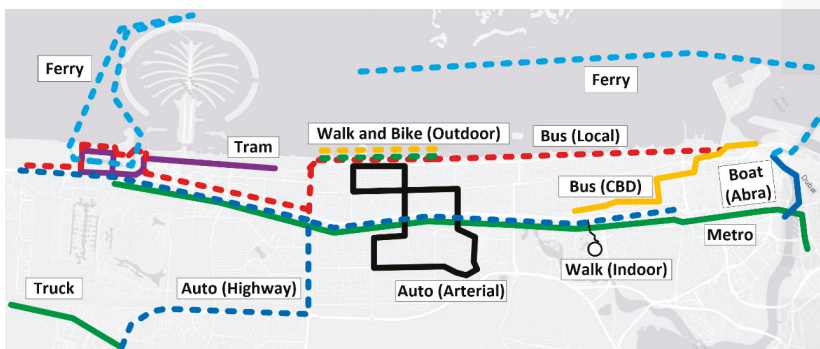 Ferry
Ferry
Tram
Walk and Bike (Outdoor)
Bus (Local)
Bus (CBD)
Boat
(Abra)
Dubai
Metro
Walk (Indoor)
Truck
Auto (Highway)
Auto (Arterial)